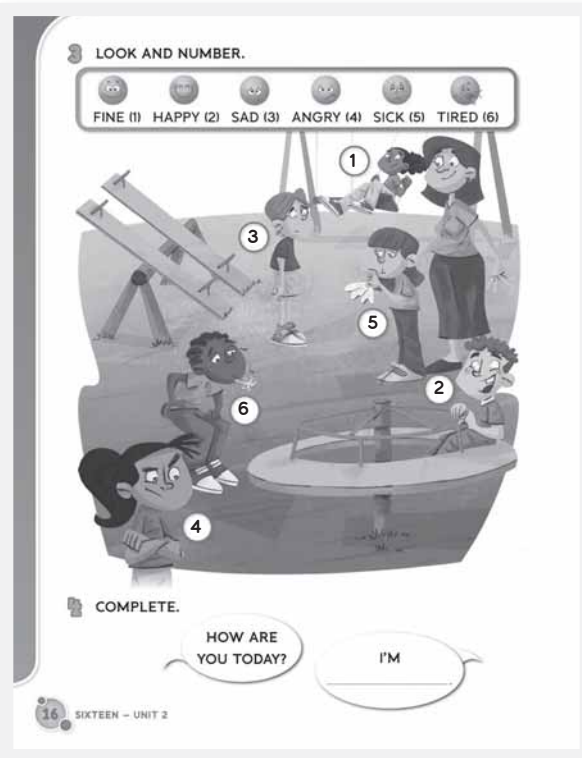 3 LOOK AND NUMBER.
FINE (1) HAPPY (2) SAD (3) ANGRY (4) SICK (5) TIRED (6)
1
3
5
2
6
4
4 COMPLETE.
HOW ARE
YOU TODAY?
I'M
16 SIXTEEN – UNIT 2